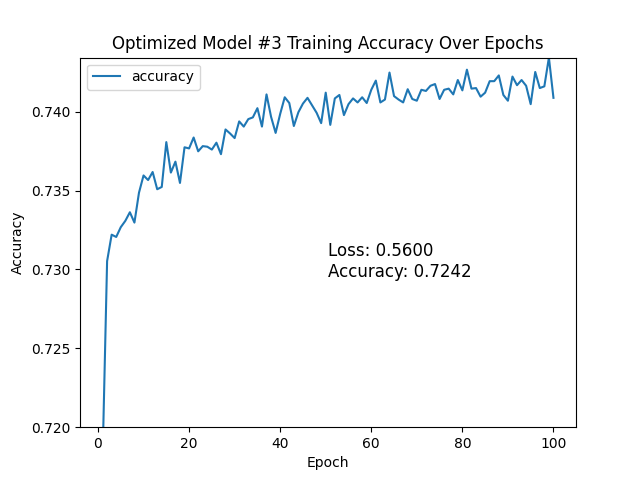 Optimized Model #3 Training Accuracy Over Epochs
accuracy
0.740
0.735
0.730
0.725
0.720
Accuracy
Loss: 0.5600
Accuracy: 0.7242
0 20 40 60 80 100
Epoch